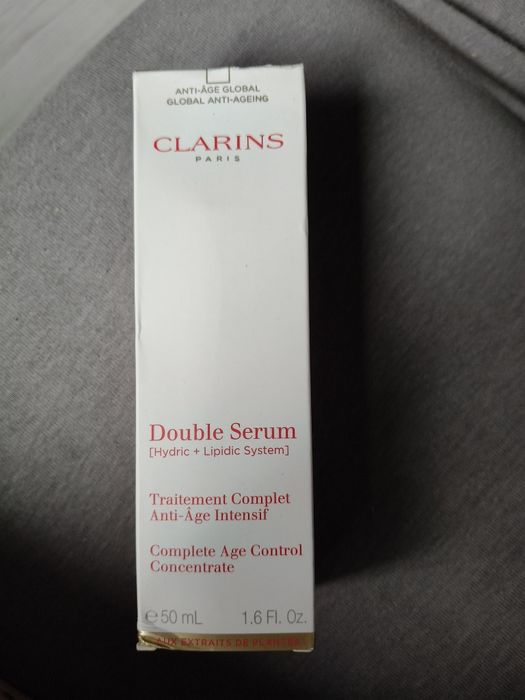 ANTI-ÂGE GLOBAL
GLOBAL ANTI-AGEING
CLARINS
PARIS
Double Serum
[Hydric + Lipidic System]
Traitement Complet
Anti-Âge Intensif
Complete Age Control
Concentrate
℮50 mL 1.6 Fl. Oz.
AUX EXTRAITS DE PLANTES